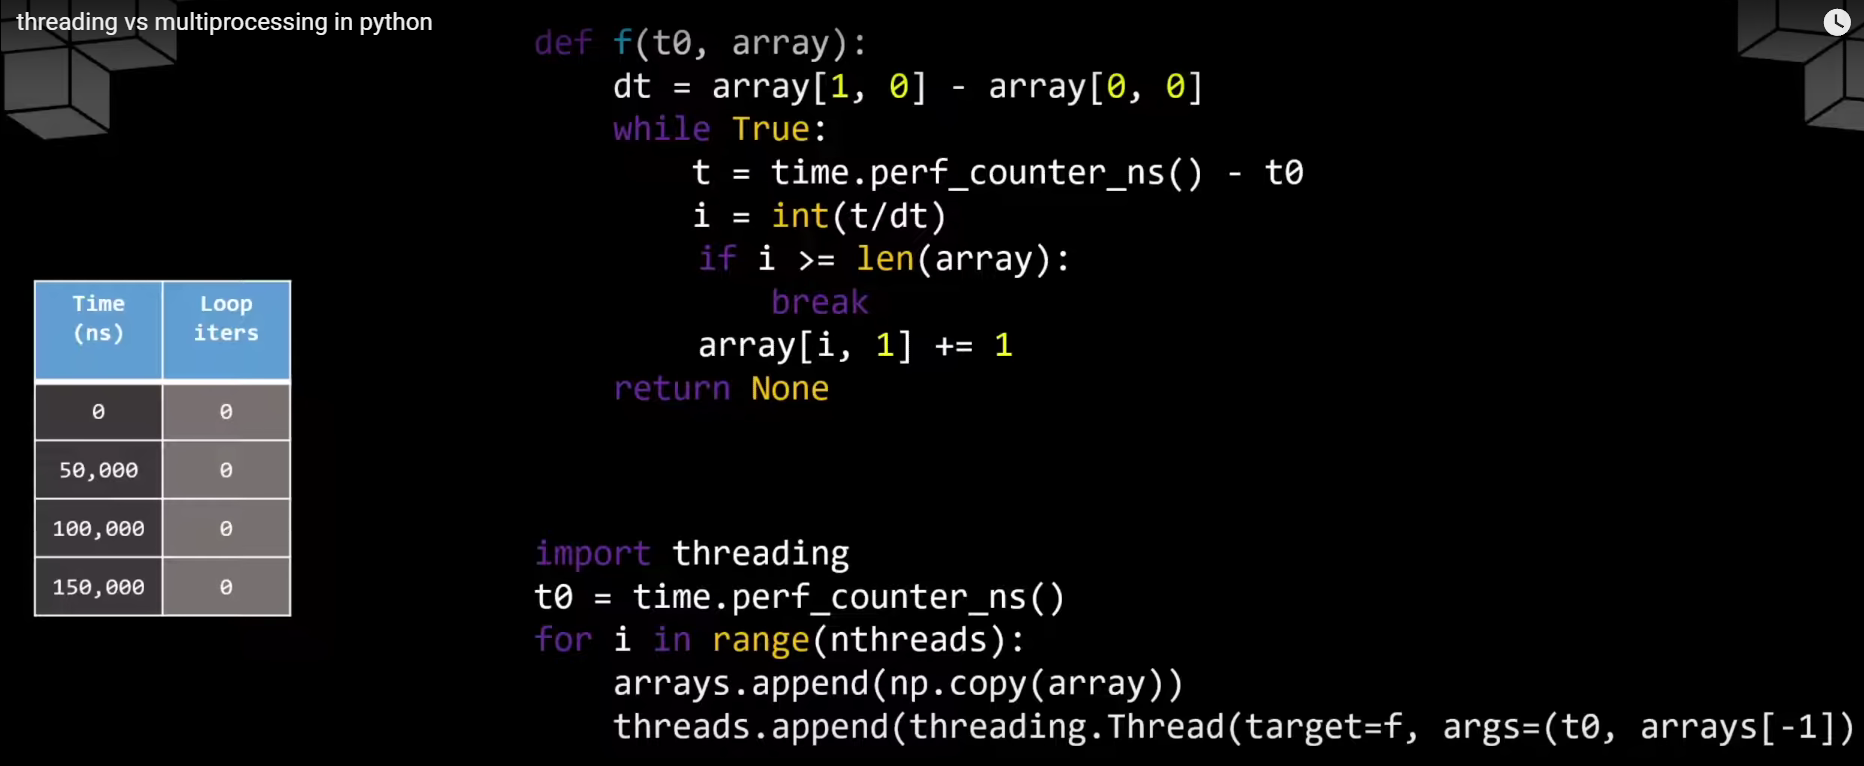 threading vs multiprocessing in python
def f(t0, array):
    dt = array[1, 0] - array[0, 0]
    while True:
        t = time.perf_counter_ns() - t0
        i = int(t/dt)
        if i >= len(array):
            break
        array[i, 1] += 1
    return None
Time (ns) Loop iters
0 0
50,000 0
100,000 0
150,000 0
import threading
t0 = time.perf_counter_ns()
for i in range(nthreads):
    arrays.append(np.copy(array))
    threads.append(threading.Thread(target=f, args=(t0, arrays[-1])